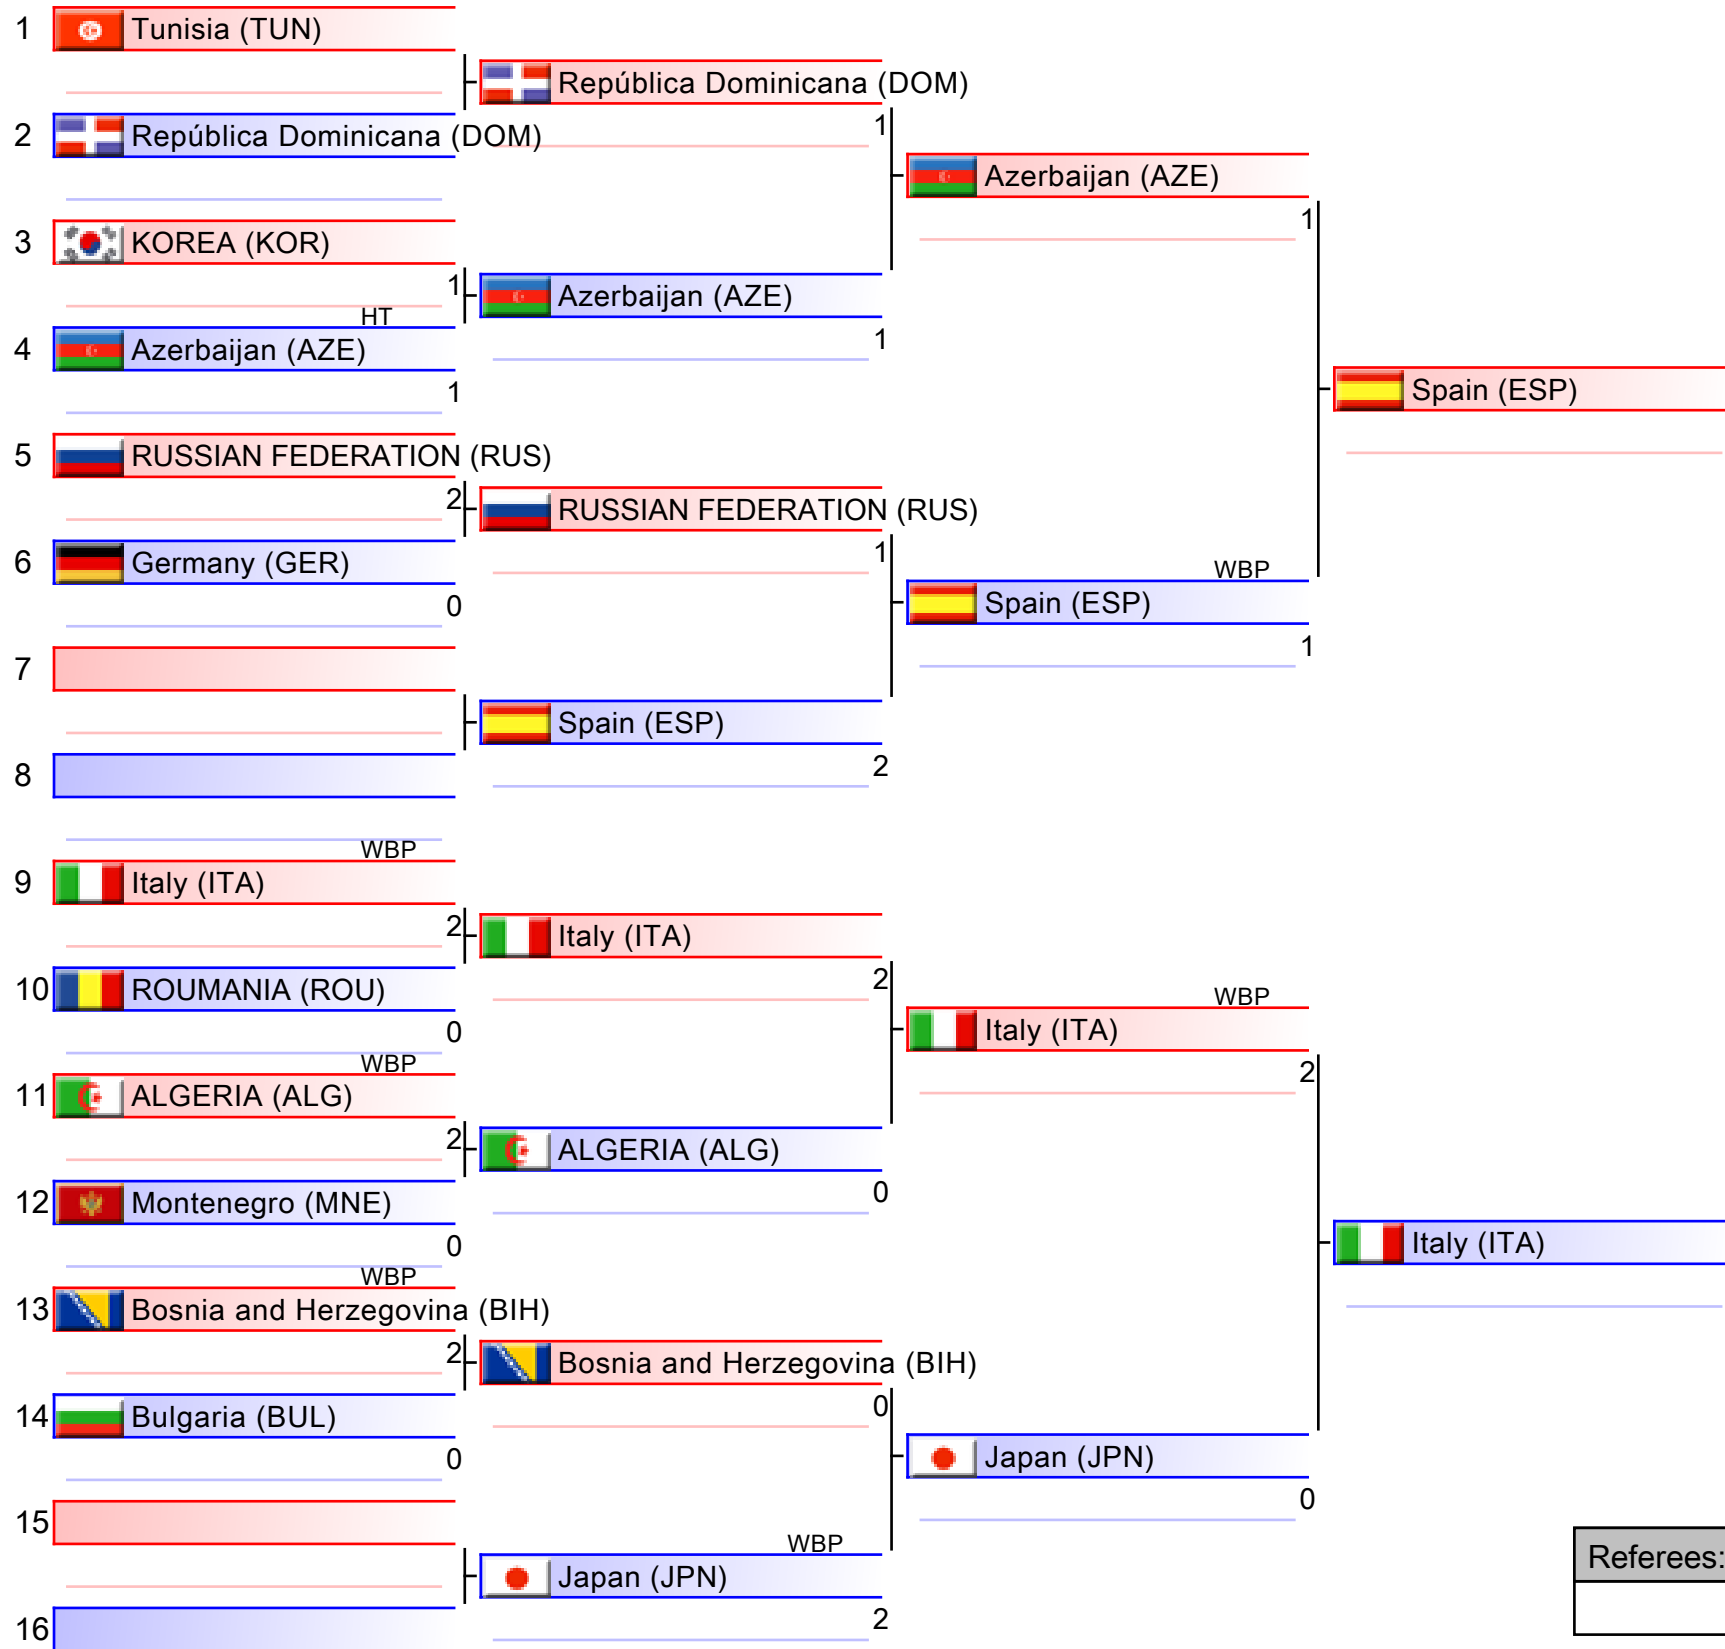 1 Tunisia (TUN)
República Dominicana (DOM)
1
2 República Dominicana (DOM)
Azerbaijan (AZE)
1
3 KOREA (KOR)
1
Azerbaijan (AZE)
HT
1
4 Azerbaijan (AZE)
1
Spain (ESP)
5 RUSSIAN FEDERATION (RUS)
2
RUSSIAN FEDERATION (RUS)
1
6 Germany (GER)
WBP
0
Spain (ESP)
1
7
Spain (ESP)
2
8
WBP
9 Italy (ITA)
2
Italy (ITA)
2
10 ROUMANIA (ROU)
WBP
0
Italy (ITA)
2
WBP
11 ALGERIA (ALG)
2
ALGERIA (ALG)
0
12 Montenegro (MNE)
0
Italy (ITA)
WBP
13 Bosnia and Herzegovina (BIH)
2
Bosnia and Herzegovina (BIH)
0
14 Bulgaria (BUL)
0
Japan (JPN)
0
15
WBP
Japan (JPN)
2
Referees:
16